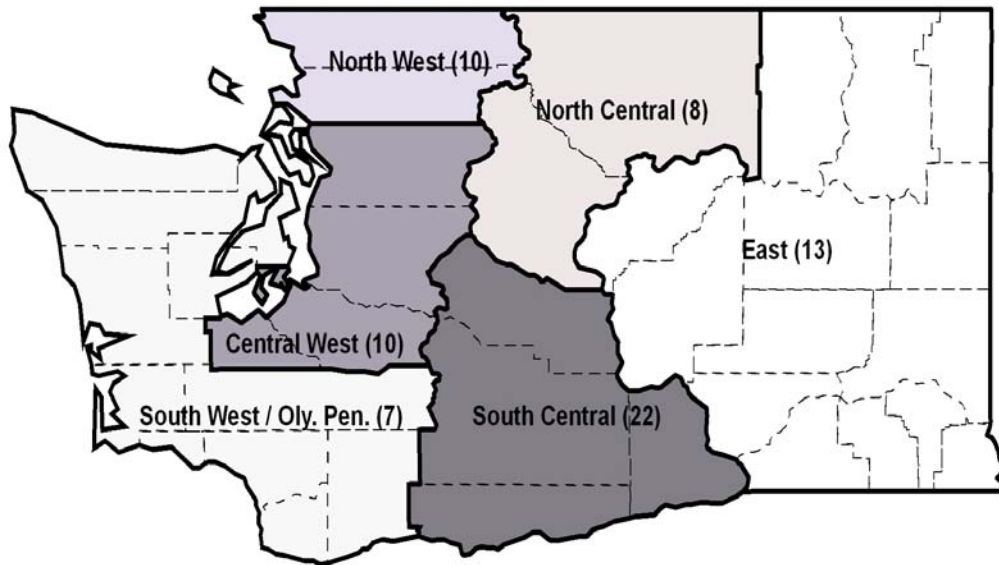 North West (10)
North Central (8)
East (13)
Central West (10)
South West / Oly. Pen. (7)
South Central (22)